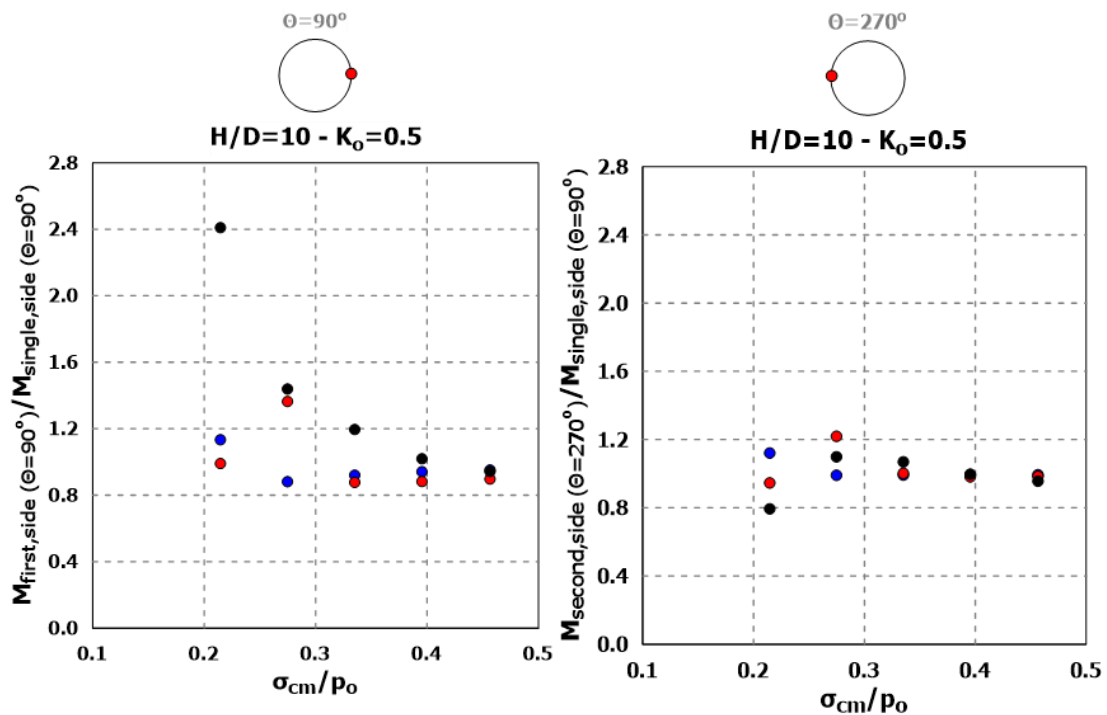 Θ=90°
H/D=10 - Ko=0.5
Mfirst,side (Θ=90°)/Msingle,side (Θ=90°)
2.8
2.4
2.0
1.6
1.2
0.8
0.4
0.0
0.1 0.2 0.3 0.4 0.5
σcm/po
Θ=270°
H/D=10 - Ko=0.5
Msecond,side (Θ=270°)/Msingle,side (Θ=90°)
2.8
2.4
2.0
1.6
1.2
0.8
0.4
0.0
0.1 0.2 0.3 0.4 0.5
σcm/po